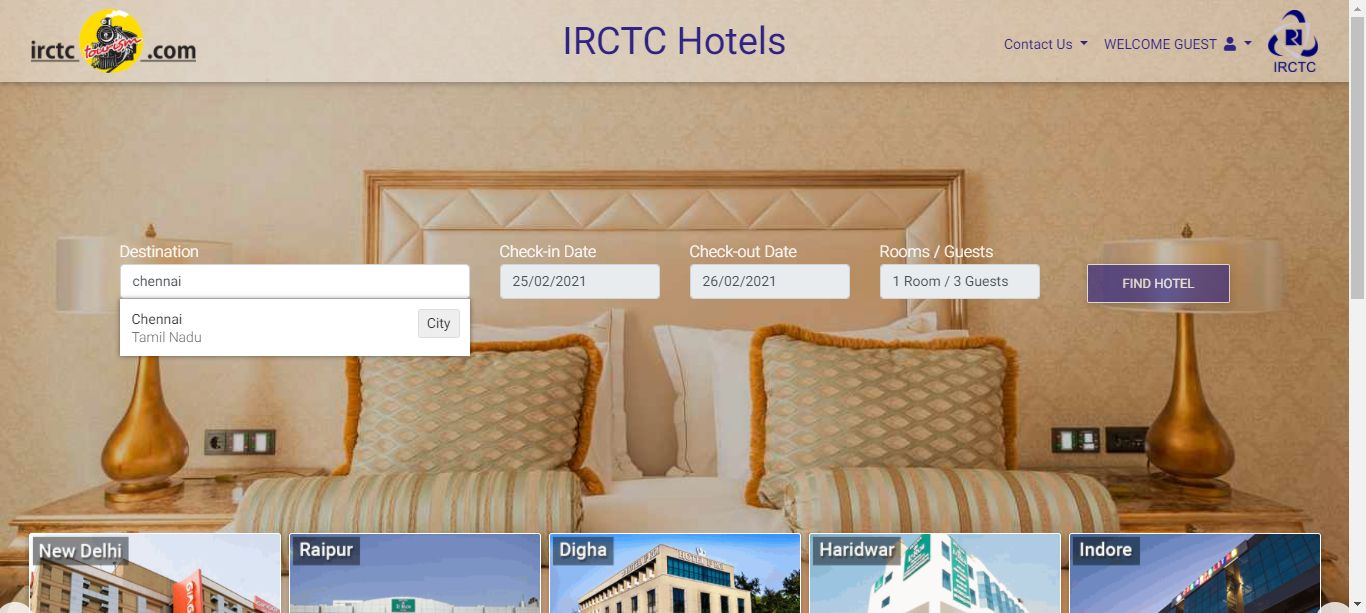 irctc tourism .com
IRCTC Hotels
Contact Us
WELCOME GUEST
IRCTC
Destination
chennai
Chennai
Tamil Nadu
City
Check-in Date
25/02/2021
Check-out Date
26/02/2021
Rooms / Guests
1 Room / 3 Guests
FIND HOTEL
New Delhi
Raipur
Digha
Haridwar
Indore